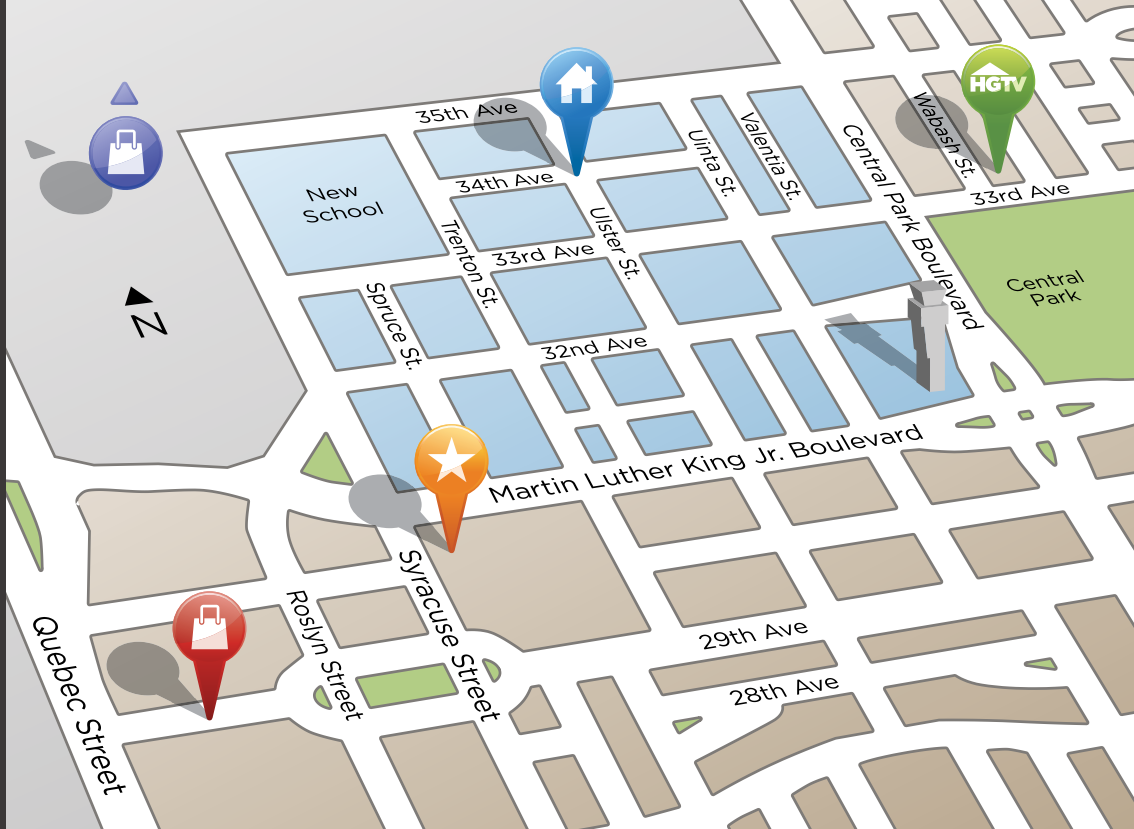 35th Ave
HGTV
Wabash St.
Uinta St.
Valentia St.
Central Park Boulevard
34th Ave
New
School
33rd Ave
Ulster St.
Trenton St.
33rd Ave
Central
Park
Spruce St.
N
32nd Ave
Martin Luther King Jr. Boulevard
Syracuse Street
Roslyn Street
Quebec Street
29th Ave
28th Ave